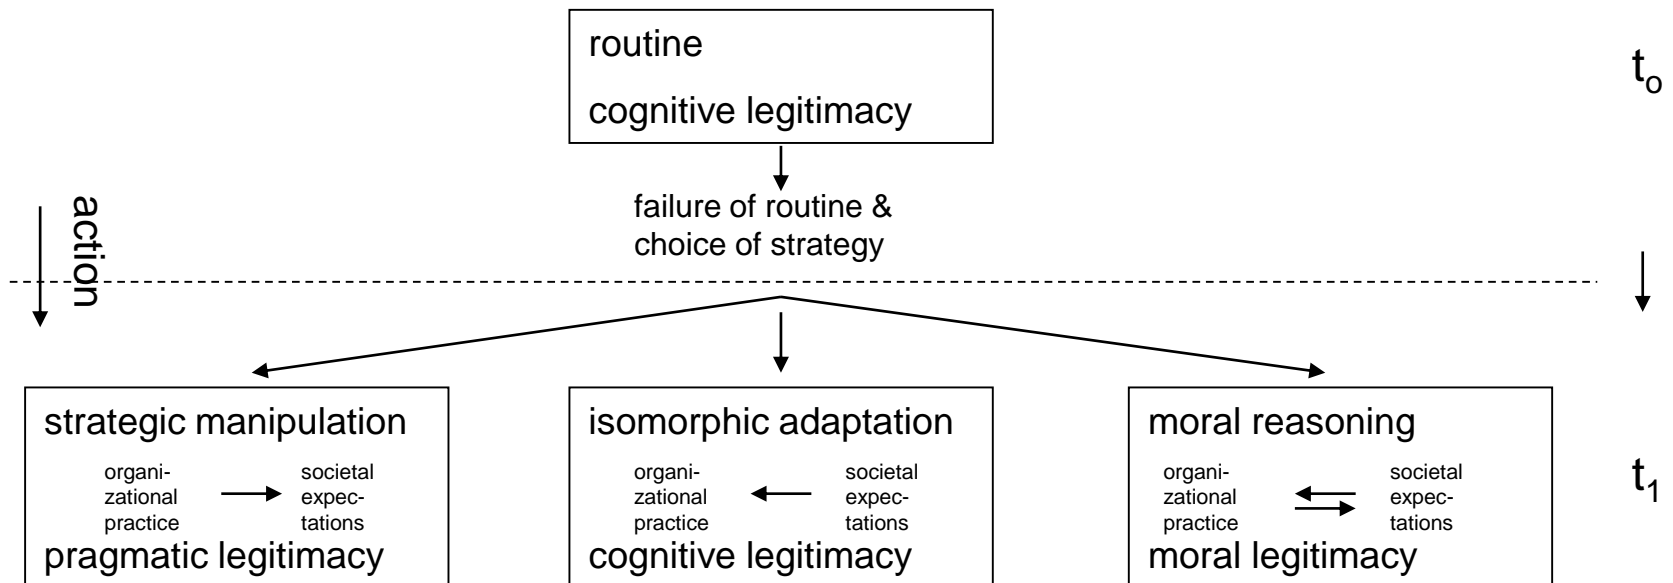 routine
cognitive legitimacy
t₀
failure of routine &
choice of strategy
action
strategic manipulation
organi-
zational
practice
societal
expec-
tations
pragmatic legitimacy
isomorphic adaptation
organi-
zational
practice
societal
expec-
tations
cognitive legitimacy
moral reasoning
organi-
zational
practice
societal
expec-
tations
moral legitimacy
t₁